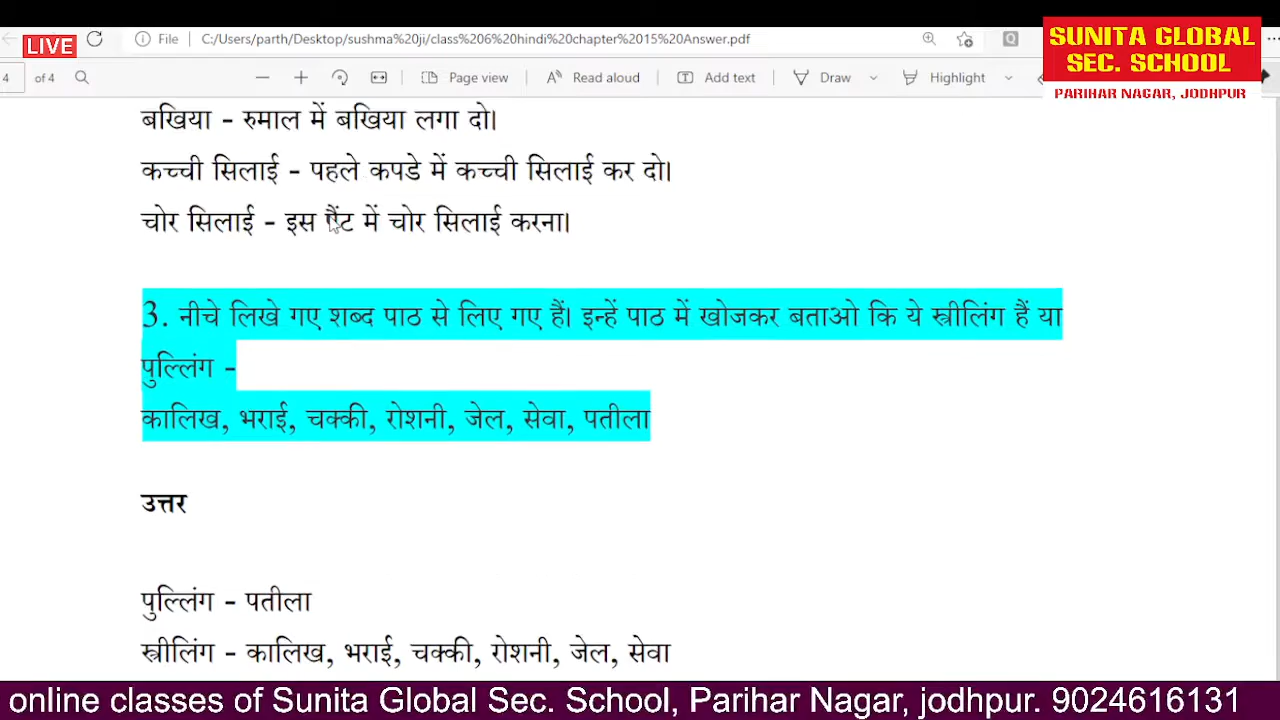 LIVE
File C:/Users/parth/Desktop/sustma%20ji/class%206%20hindi%20chapter%2015%20Answer.pdf
SUNITA GLOBAL
SEC. SCHOOL
PARIHAR NAGAR, JODHPUR
4 of 4 Page view Read aloud Add text Draw Highlight
बखिया - रुमाल में बखिया लगा दो।
कच्ची सिलाई - पहले कपडे में कच्ची सिलाई कर दो।
चोर सिलाई - इस पैंट में चोर सिलाई करना।
3. नीचे लिखे गए शब्द पाठ से लिए गए हैं। इन्हें पाठ में खोजकर बताओ कि ये स्त्रीलिंग हैं या
पुल्लिंग -
कालिख, भराई, चक्की, रोशनी, जेल, सेवा, पतीला
उत्तर
पुल्लिंग - पतीला
स्त्रीलिंग - कालिख, भराई, चक्की, रोशनी, जेल, सेवा
online classes of Sunita Global Sec. School, Parihar Nagar, jodhpur. 9024616131